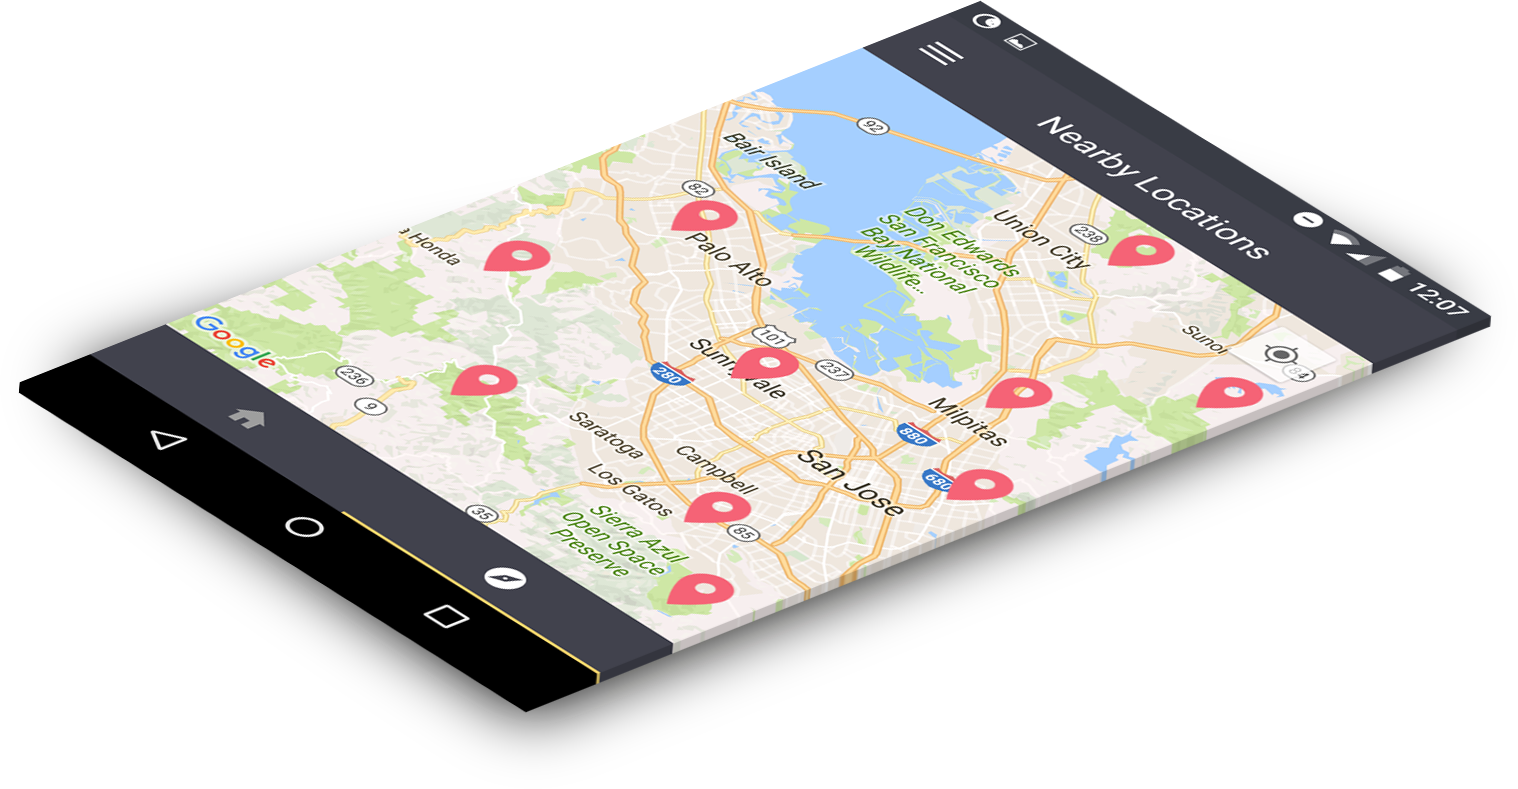 12:07
Nearby Locations
92
Bair Island
82
Palo Alto
Union City
238
Don Edwards
San Francisco
Bay National
Wildlife...
Honda
101
Sunnyvale
237
280
Sunol
84
Google
236
9
Milpitas
880
Saratoga
Campbell
San Jose
680
Los Gatos
35
85
Sierra Azul
Open Space
Preserve